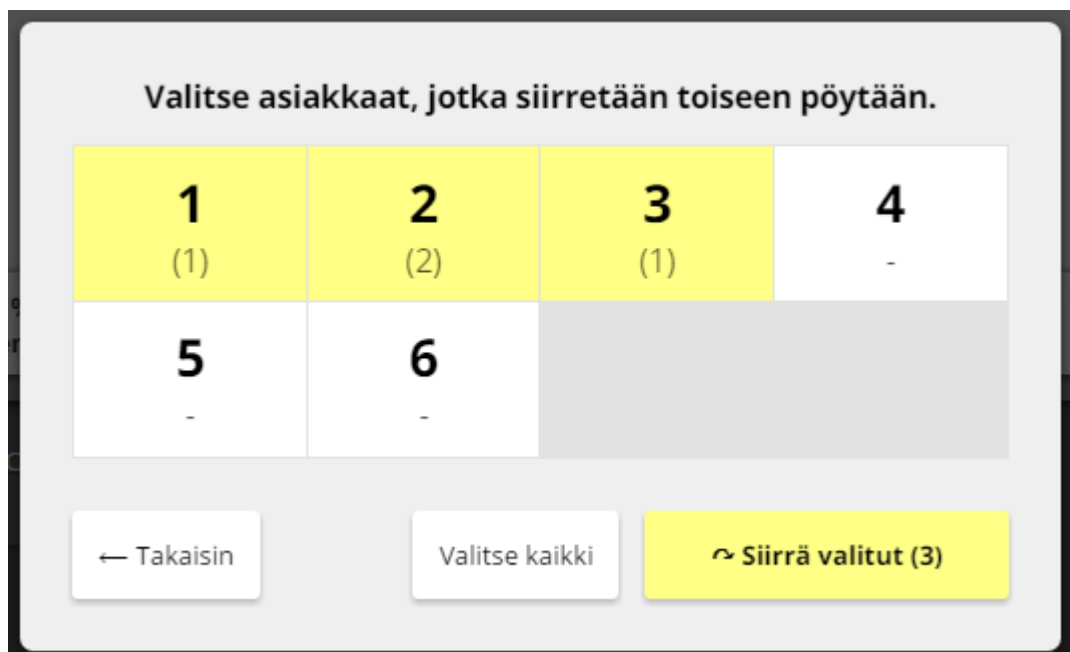 Valitse asiakkaat, jotka siirretään toiseen pöytään.
1 2 3 4
(1) (2) (1) -
5 6
- -
← Takaisin Valitse kaikki ↷ Siirrä valitut (3)